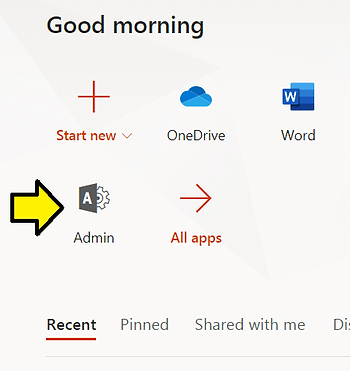 Good morning
Start new
OneDrive
W
Word
A
Admin
All apps
Recent Pinned Shared with me